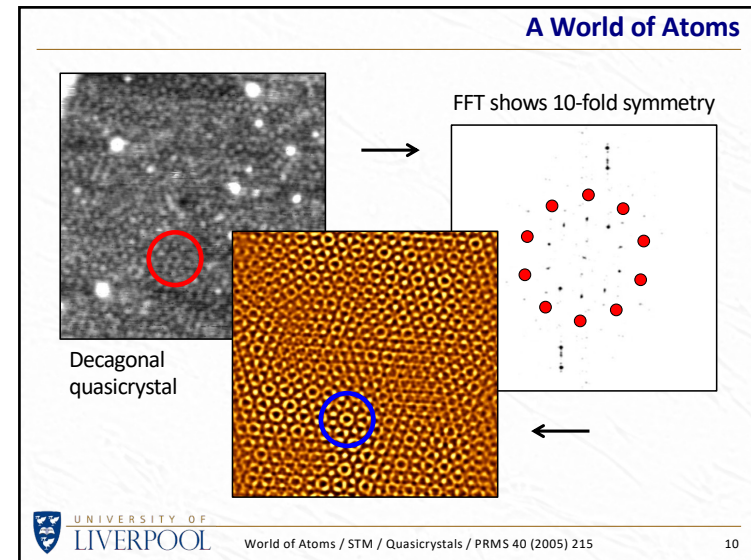 A World of Atoms
FFT shows 10-fold symmetry
Decagonal
quasicrystal
UNIVERSITY OF
LIVERPOOL
World of Atoms / STM / Quasicrystals / PRMS 40 (2005) 215
10